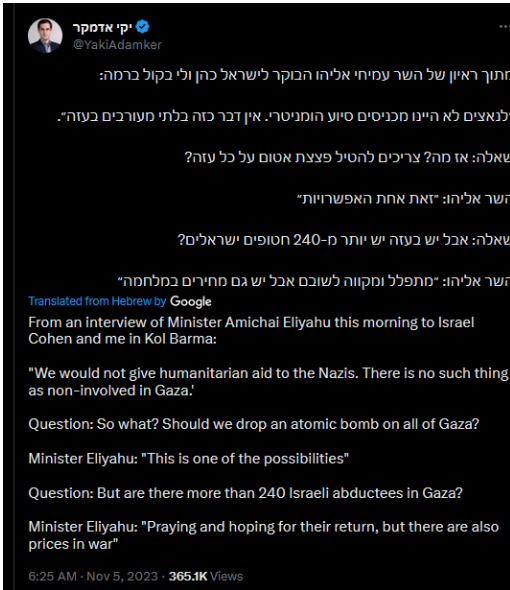 יקי אדמקר
@YakiAdamker
מתוך ראיון של השר עמיחי אליהו הבוקר לישראל כהן ולי בקול ברמה:
לנאצים לא היינו מכניסים סיוע הומניטרי. אין דבר כזה בלתי מעורבים בעזה״.
שאלה: אז מה? צריכים להטיל פצצת אטום על כל עזה?
השר אליהו: ״זאת אחת האפשרויות״
שאלה: אבל יש בעזה יש יותר מ-240 חטופים ישראלים?
השר אליהו: ״מתפלל ומקווה לשובם אבל יש גם מחירים במלחמה״
Translated from Hebrew by Google
From an interview of Minister Amichai Eliyahu this morning to Israel
Cohen and me in Kol Barma:
"We would not give humanitarian aid to the Nazis. There is no such thing
as non-involved in Gaza.'
Question: So what? Should we drop an atomic bomb on all of Gaza?
Minister Eliyahu: "This is one of the possibilities"
Question: But are there more than 240 Israeli abductees in Gaza?
Minister Eliyahu: "Praying and hoping for their return, but there are also
prices in war"
6:25 AM · Nov 5, 2023 · 365.1K Views